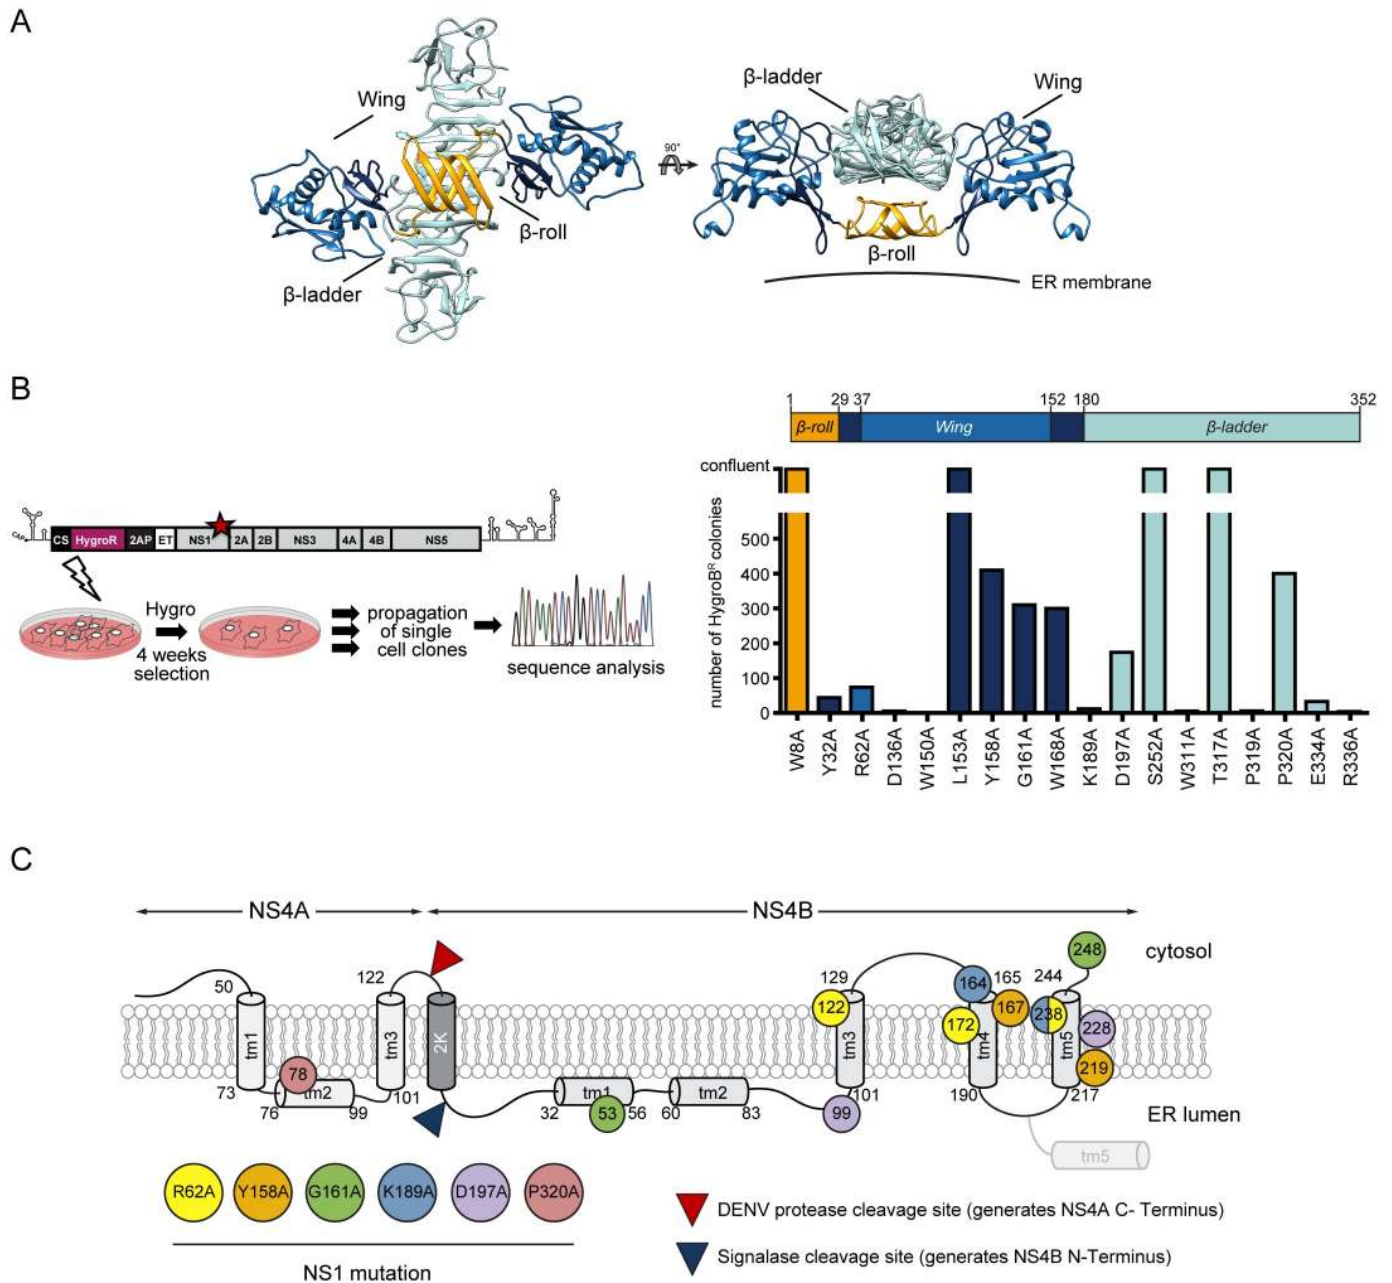 A
Wing
β-ladder
β-roll
90°
β-ladder
Wing
β-roll
ER membrane
B
CS HygroR 2AP ET NS1 2A 2B NS3 4A 4B NS5
Hygro
4 weeks
selection
propagation
of single
cell clones
sequence analysis
1 29 37 152 180 352
β-roll Wing β-ladder
number of HygroBᴿ colonies
confluent
500
400
300
200
100
0
W8A Y32A R62A D136A W150A L153A Y158A G161A W168A K189A D197A S252A W311A T317A P319A P320A E334A R336A
C
NS4A NS4B
cytosol
50 122 129 165 244 248
164 167 238
122 172 228
tm1 tm3 2K tm3 tm4 tm5
78 219
73 tm2 101 tm1 tm2 101 190 217
76 99 32 53 56 60 83 99
ER lumen
tm5
R62A Y158A G161A K189A D197A P320A
NS1 mutation
DENV protease cleavage site (generates NS4A C- Terminus)
Signalase cleavage site (generates NS4B N-Terminus)